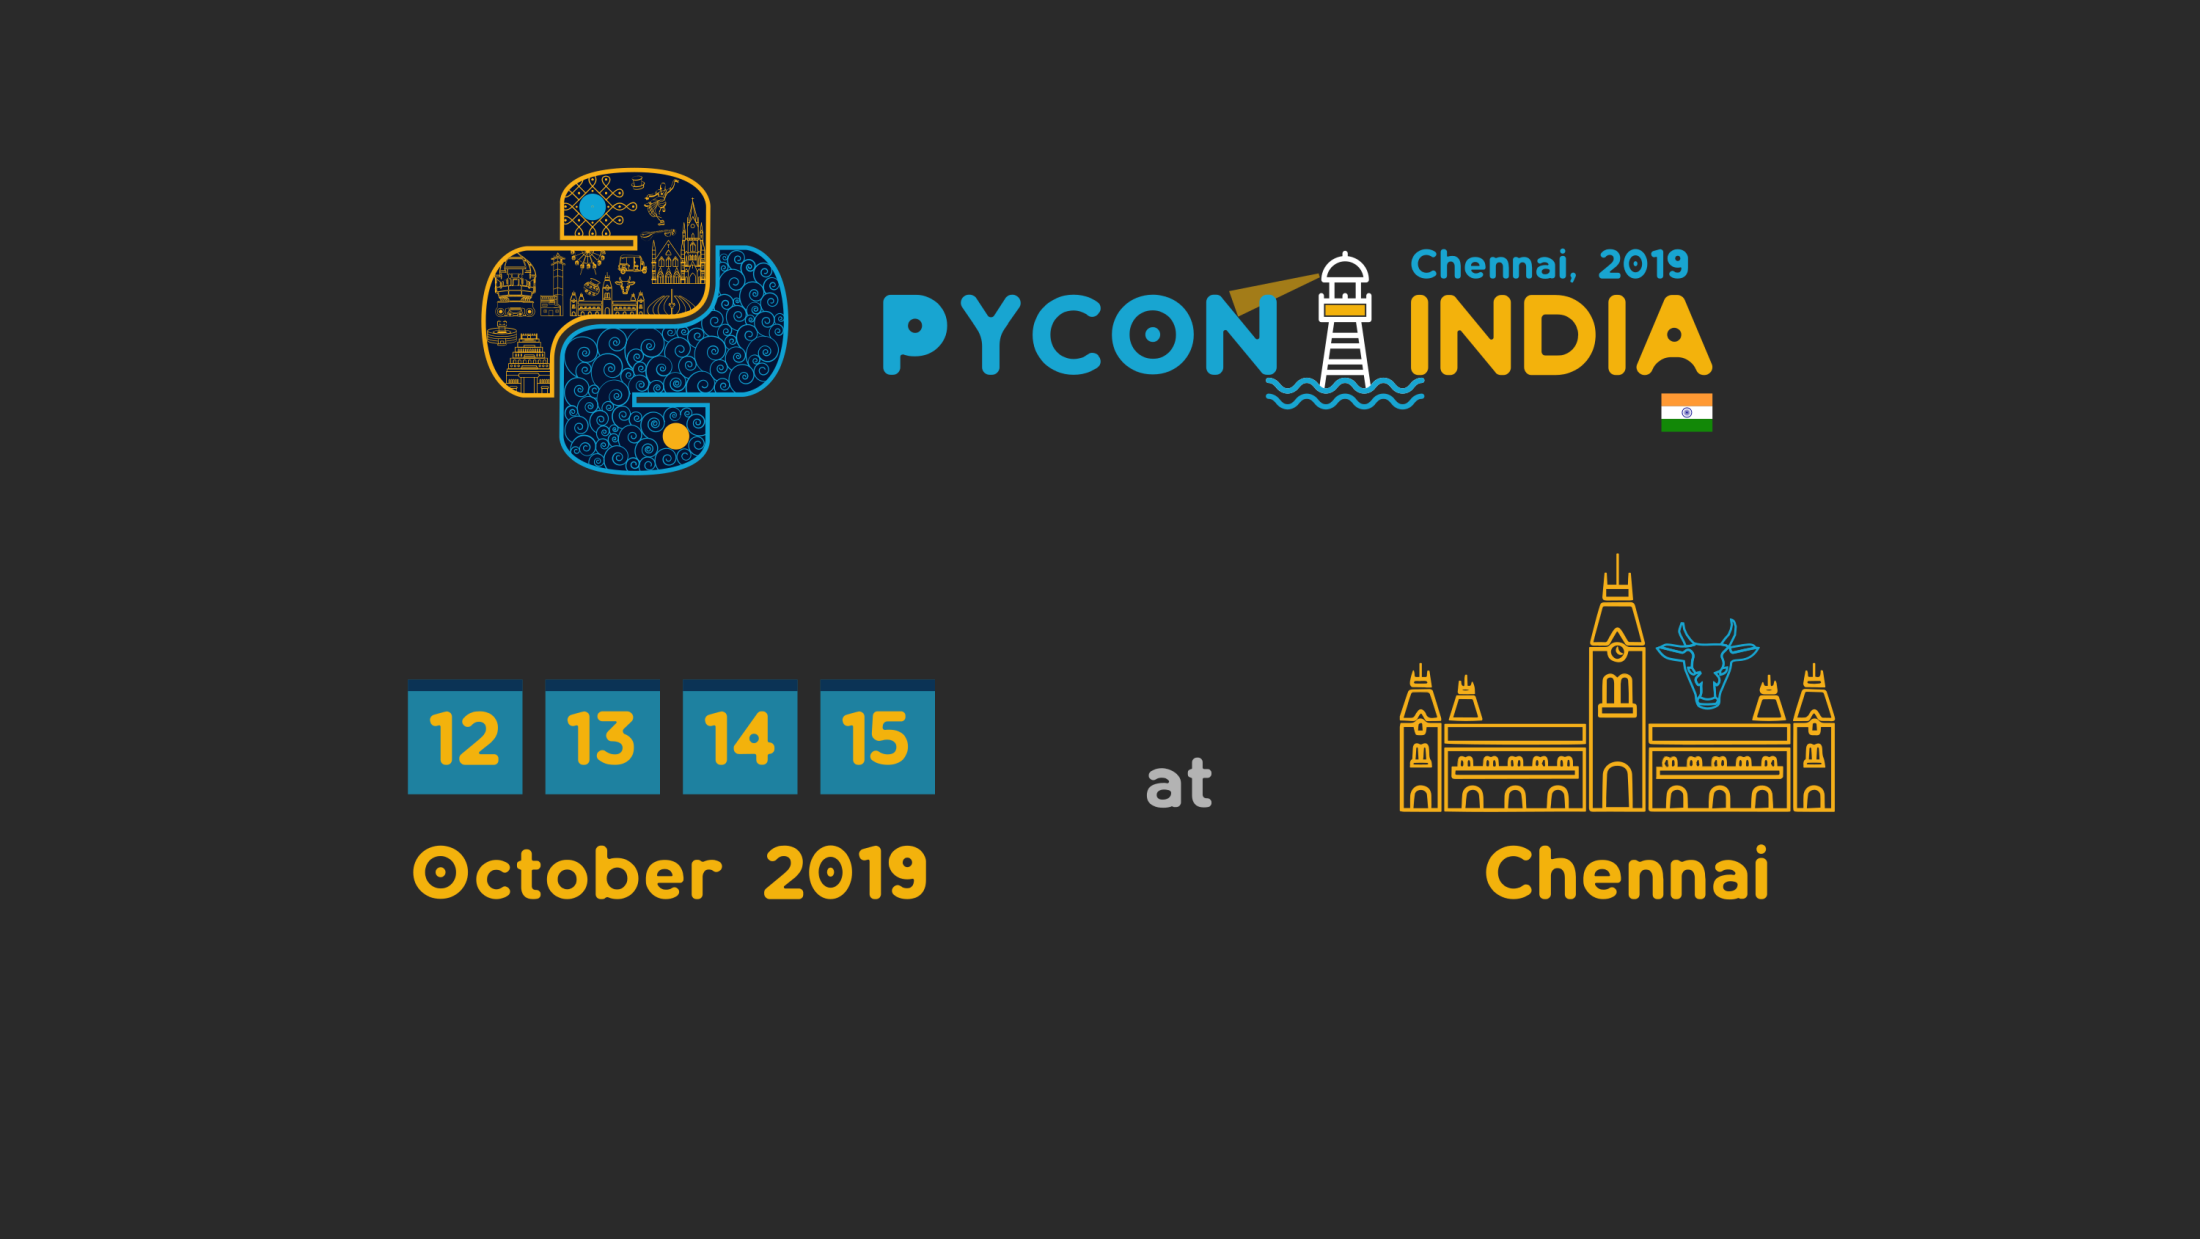 Chennai, 2019
PYCON INDIA
12 13 14 15
at
October 2019
Chennai